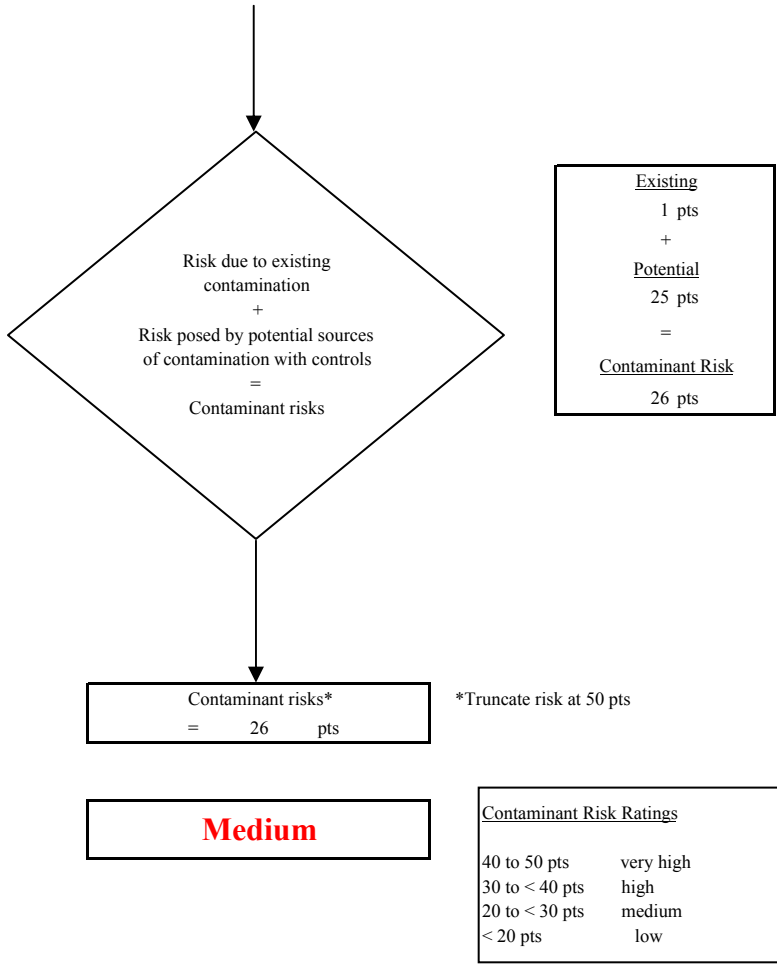 Risk due to existing
contamination
+
Risk posed by potential sources
of contamination with controls
=
Contaminant risks
Existing
1 pts
+
Potential
25 pts
=
Contaminant Risk
26 pts
Contaminant risks*
= 26 pts
*Truncate risk at 50 pts
Medium
Contaminant Risk Ratings
40 to 50 pts very high
30 to < 40 pts high
20 to < 30 pts medium
< 20 pts low